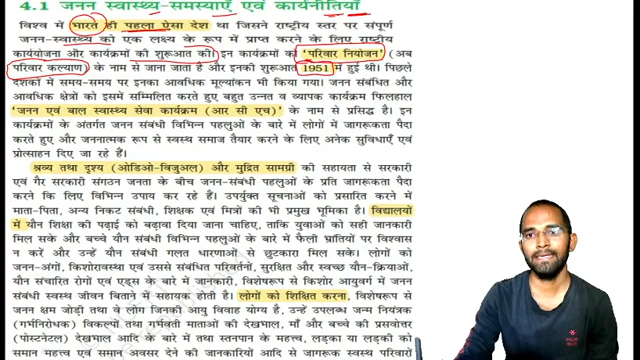 4.1 जनन स्वास्थ्य-समस्याएँ एवं कार्यनीतियाँ
विश्व में भारत ही पहला ऐसा देश था जिसने राष्ट्रीय स्तर पर संपूर्ण
जनन-स्वास्थ्य को एक लक्ष्य के रूप में प्राप्त करने के लिए राष्ट्रीय
कार्ययोजना और कार्यक्रमों की शुरूआत की। इन कार्यक्रमों को 'परिवार नियोजन' (अब
परिवार कल्याण) के नाम से जाना जाता है और इनकी शुरूआत 1951 में हुई थी। पिछले
दशकों में समय-समय पर इनका आवधिक मूल्यांकन भी किया गया। जनन संबंधित और
आवधिक क्षेत्रों को इसमें सम्मिलित करते हुए बहुत उन्नत व व्यापक कार्यक्रम फिलहाल
'जनन एवं बाल स्वास्थ्य सेवा कार्यक्रम (आर सी एच)' के नाम से प्रसिद्ध है। इन
कार्यक्रमों के अंतर्गत जनन संबंधी विभिन्न पहलुओं के बारे में लोगों में जागरूकता पैदा
करते हुए और जननात्मक रूप से स्वस्थ समाज तैयार करने के लिए अनेक सुविधाएँ एवं
प्रोत्साहन दिए जा रहे हैं।
श्रव्य तथा दृश्य (ओडिओ-विजुअल) और मुद्रित सामग्री की सहायता से सरकारी
एवं गैर सरकारी संगठन जनता के बीच जनन-संबंधी पहलुओं के प्रति जागरूकता पैदा
करने कि लिए विभिन्न उपाय कर रहे हैं। उपर्युक्त सूचनाओं को प्रसारित करने में
माता-पिता, अन्य निकट संबंधी, शिक्षक एवं मित्रों की भी प्रमुख भूमिका है। विद्यालयों
में यौन शिक्षा की पढ़ाई को बढ़ावा दिया जाना चाहिए, ताकि युवाओं को सही जानकारी
मिल सके और बच्चे यौन संबंधी विभिन्न पहलुओं के बारे में फैली भ्रांतियों पर विश्वास
न करें और उन्हें यौन संबंधी गलत धारणाओं से छुटकारा मिल सके। लोगों को
जनन-अंगों, किशोरावस्था एवं उससे संबंधित परिवर्तनों, सुरक्षित और स्वच्छ यौन-क्रियाओं,
यौन संचारित रोगों एवं एड्स के बारे में जानकारी, विशेषरूप से किशोर आयुवर्ग में जनन
संबंधी स्वस्थ जीवन बिताने में सहायक होती है। लोगों को शिक्षित करना, विशेषरूप से
जनन क्षम जोड़ी तथा वे लोग जिनकी आयु विवाह योग्य है, उन्हें उपलब्ध जन्म नियंत्रक
(गर्भनिरोधक) विकल्पों तथा गर्भवती माताओं की देखभाल, माँ और बच्चे की प्रसवोत्तर
(पोस्टनेटल) देखभाल आदि के बारे में तथा स्तनपान के महत्त्व, लड़का या लड़की को
समान महत्त्व एवं समान अवसर देने की जानकारियों आदि से जागरूक स्वस्थ परिवारों